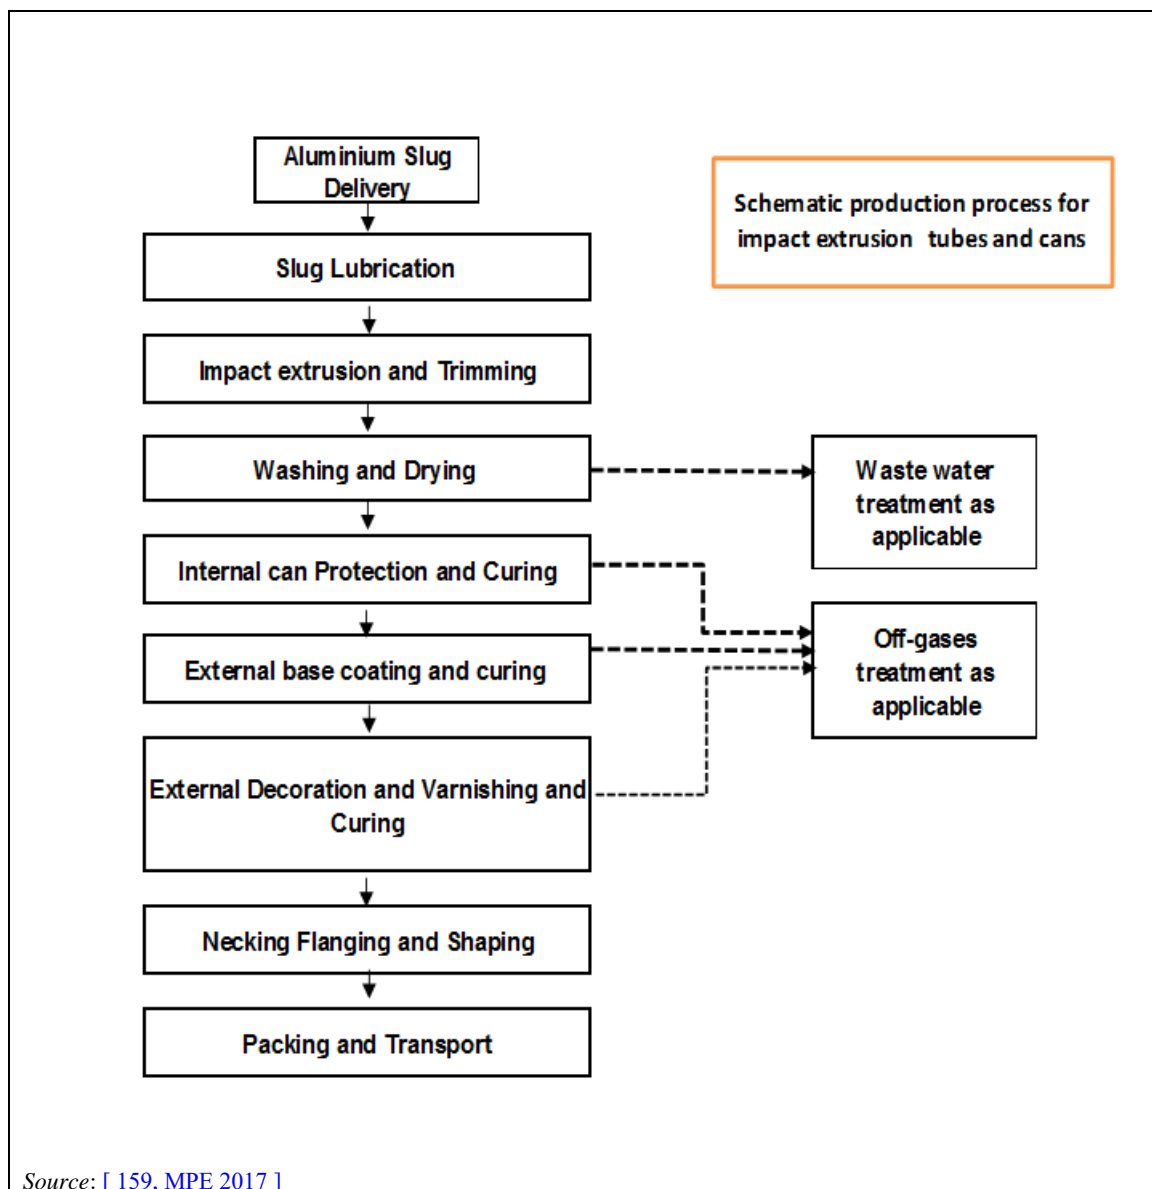 Aluminium Slug
Delivery
Schematic production process for
impact extrusion tubes and cans
Slug Lubrication
Impact extrusion and Trimming
Washing and Drying
Waste water
treatment as
applicable
Internal can Protection and Curing
External base coating and curing
Off-gases
treatment as
applicable
External Decoration and Varnishing and
Curing
Necking Flanging and Shaping
Packing and Transport
Source: [ 159, MPE 2017 ]